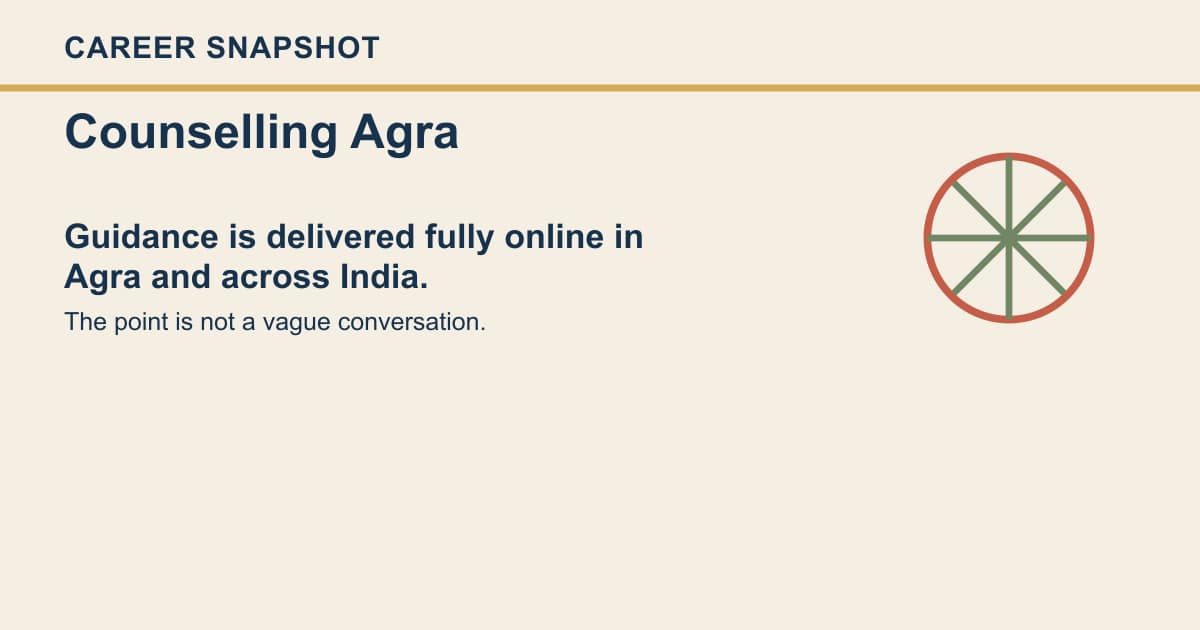 CAREER SNAPSHOT
Counselling Agra
Guidance is delivered fully online in
Agra and across India.
The point is not a vague conversation.